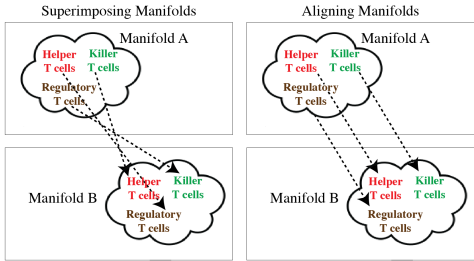 Superimposing Manifolds
Manifold A
Helper
T cells
Killer
T cells
Regulatory
T cells
Manifold B
Helper
T cells
Killer
T cells
Regulatory
T cells
Aligning Manifolds
Manifold A
Helper
T cells
Killer
T cells
Regulatory
T cells
Manifold B
Helper
T cells
Killer
T cells
Regulatory
T cells